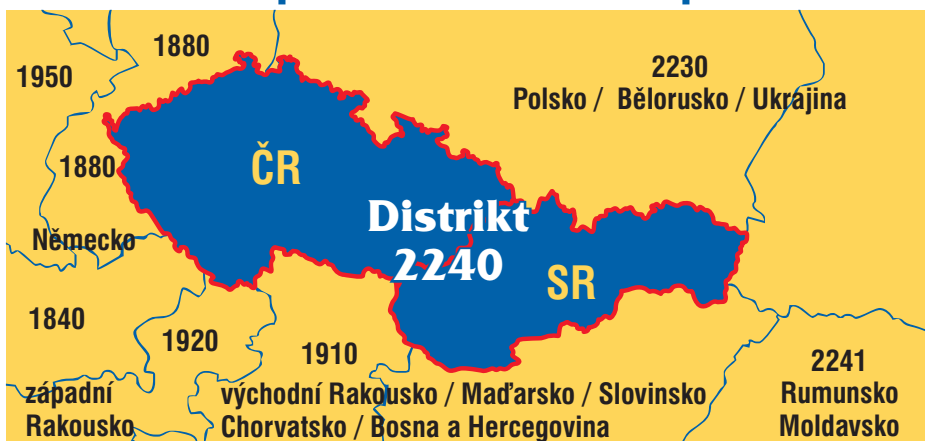 1880
1950
2230
Polsko / Bělorusko / Ukrajina
1880
ČR
Distrikt
2240
Německo
SR
1840
1920
1910
2241
západní
Rakousko
východní Rakousko / Maďarsko / Slovinsko
Chorvatsko / Bosna a Hercegovina
Rumunsko
Moldavsko